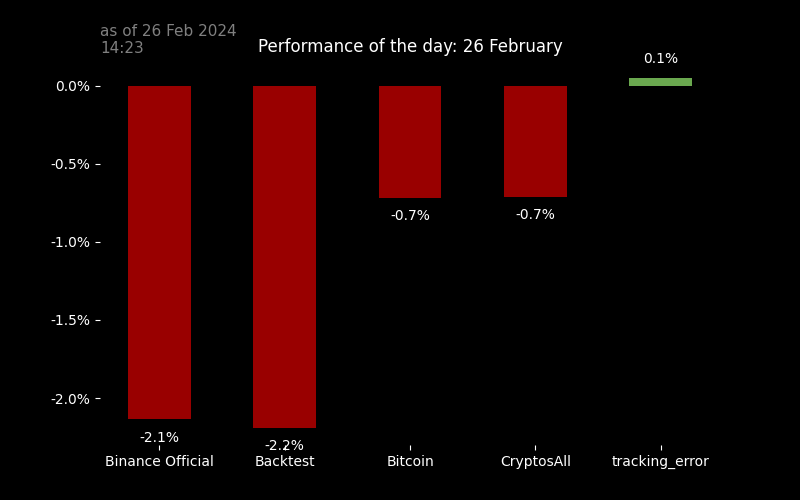 as of 26 Feb 2024
14:23
Performance of the day: 26 February
0.1%
0.0%
-0.5%
-0.7%
-0.7%
-1.0%
-1.5%
-2.0%
-2.1%
-2.2%
Binance Official
Backtest
Bitcoin
CryptosAll
tracking_error